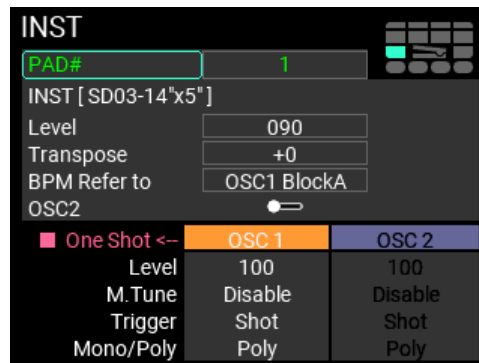 INST
PAD# 1
INST [ SD03-14"x5" ]
Level 090
Transpose +0
BPM Refer to OSC1 BlockA
OSC2
One Shot <-- OSC 1 OSC 2
Level 100 100
M.Tune Disable Disable
Trigger Shot Shot
Mono/Poly Poly Poly